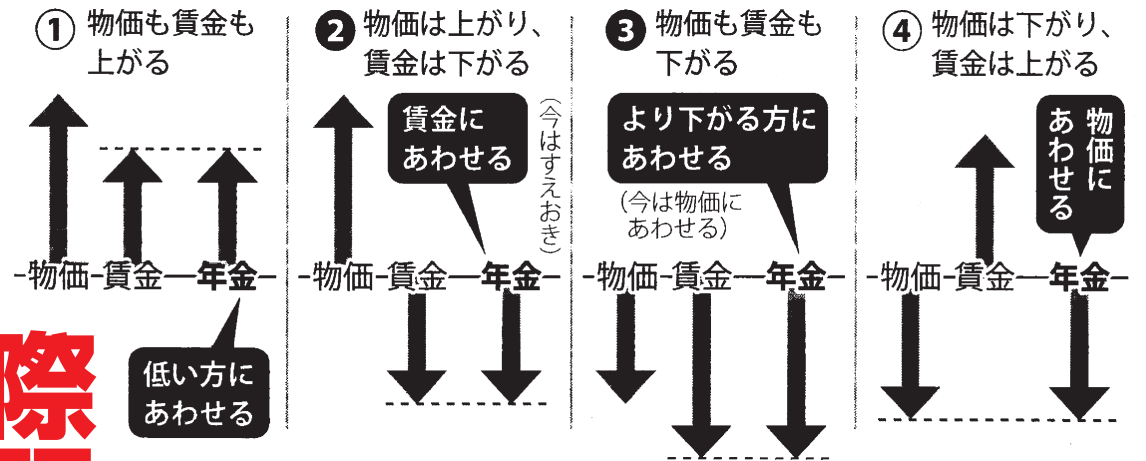 ① 物価も賃金も
上がる
低い方に
あわせる
物価 賃金 年金
❷ 物価は上がり、
賃金は下がる
賃金に
あわせる
（今はすえおき）
物価 賃金 年金
❸ 物価も賃金も
下がる
より下がる方に
あわせる
（今は物価に
あわせる）
物価 賃金 年金
④ 物価は下がり、
賃金は上がる
物価に
あわせる
物価 賃金 年金
際